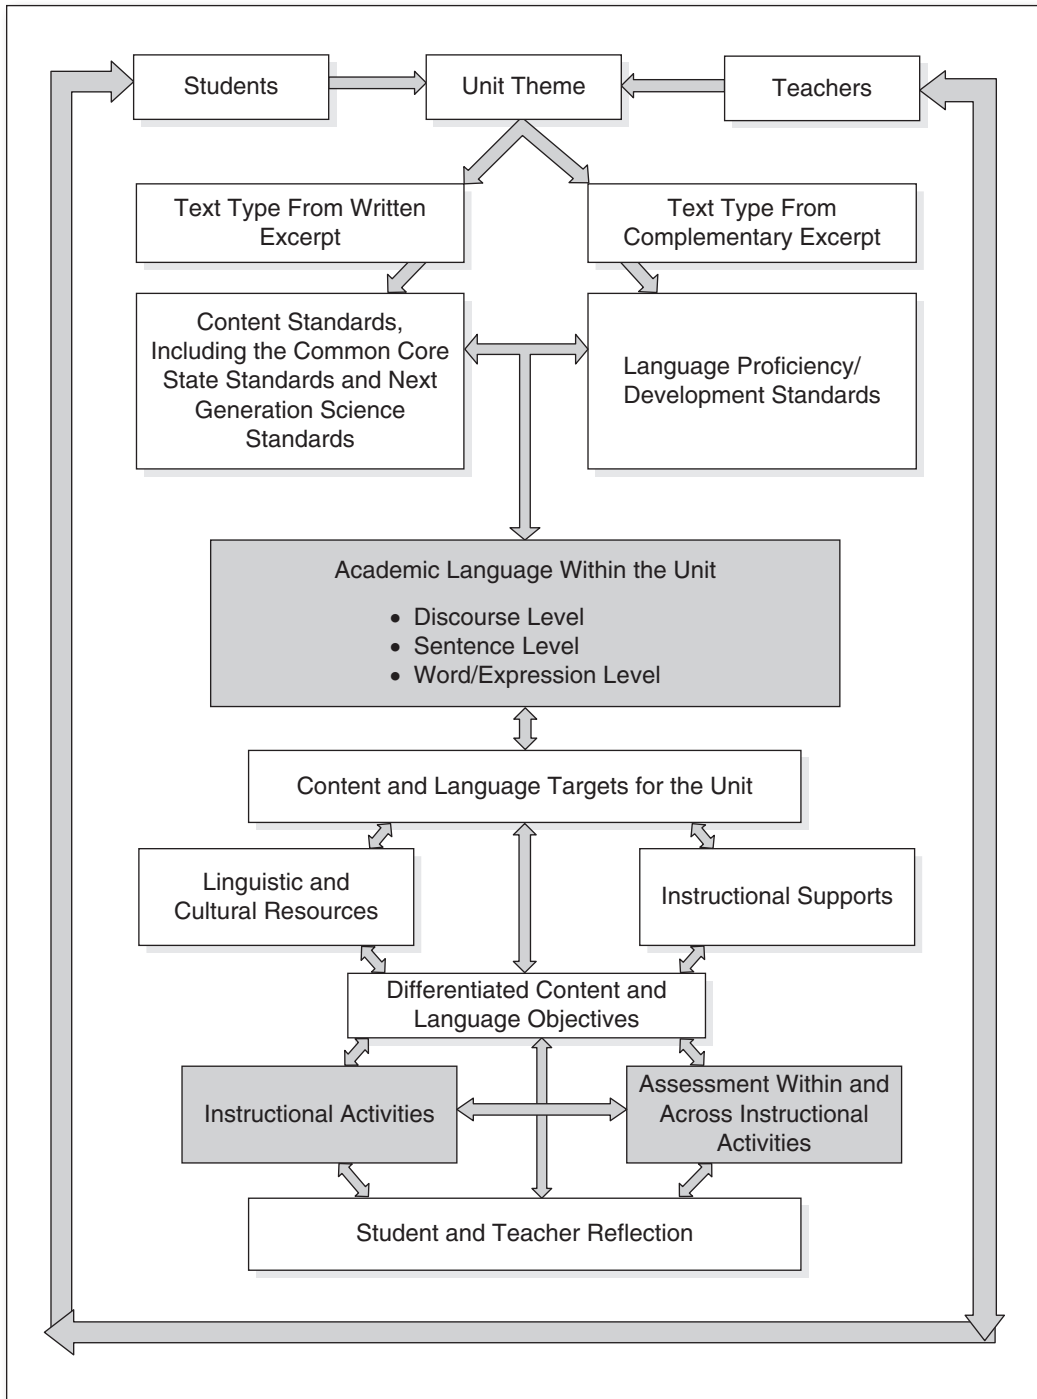 Students
Unit Theme
Teachers
Text Type From Written
Excerpt
Text Type From
Complementary Excerpt
Content Standards,
Including the Common Core
State Standards and Next
Generation Science
Standards
Language Proficiency/
Development Standards
Academic Language Within the Unit
• Discourse Level
• Sentence Level
• Word/Expression Level
Content and Language Targets for the Unit
Linguistic and
Cultural Resources
Instructional Supports
Differentiated Content and
Language Objectives
Instructional Activities
Assessment Within and
Across Instructional
Activities
Student and Teacher Reflection